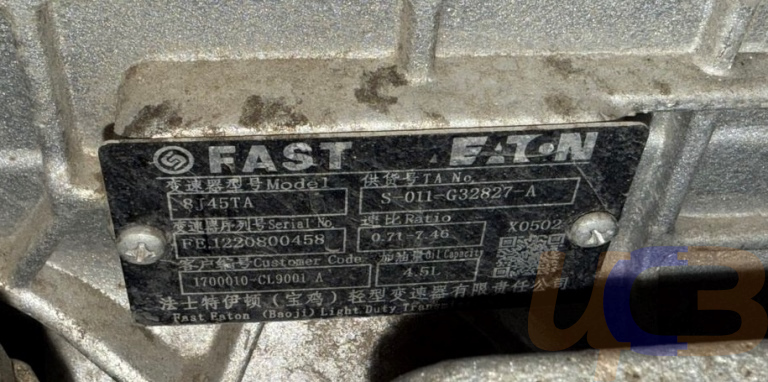 FAST EATON
变速器型号Model 供货号TA No.
8J45TA S-011-G32827-A
变速器序列号Serial No. 速比Ratio X0502
FEJ220800458 0.71-7.46
客户编号Customer Code 加油量Oil Capacity
1700010-CL9001 A 4.5L
法士特伊顿（宝鸡）轻型变速器有限责任公司
Fast Eaton (Baoji) Light Duty